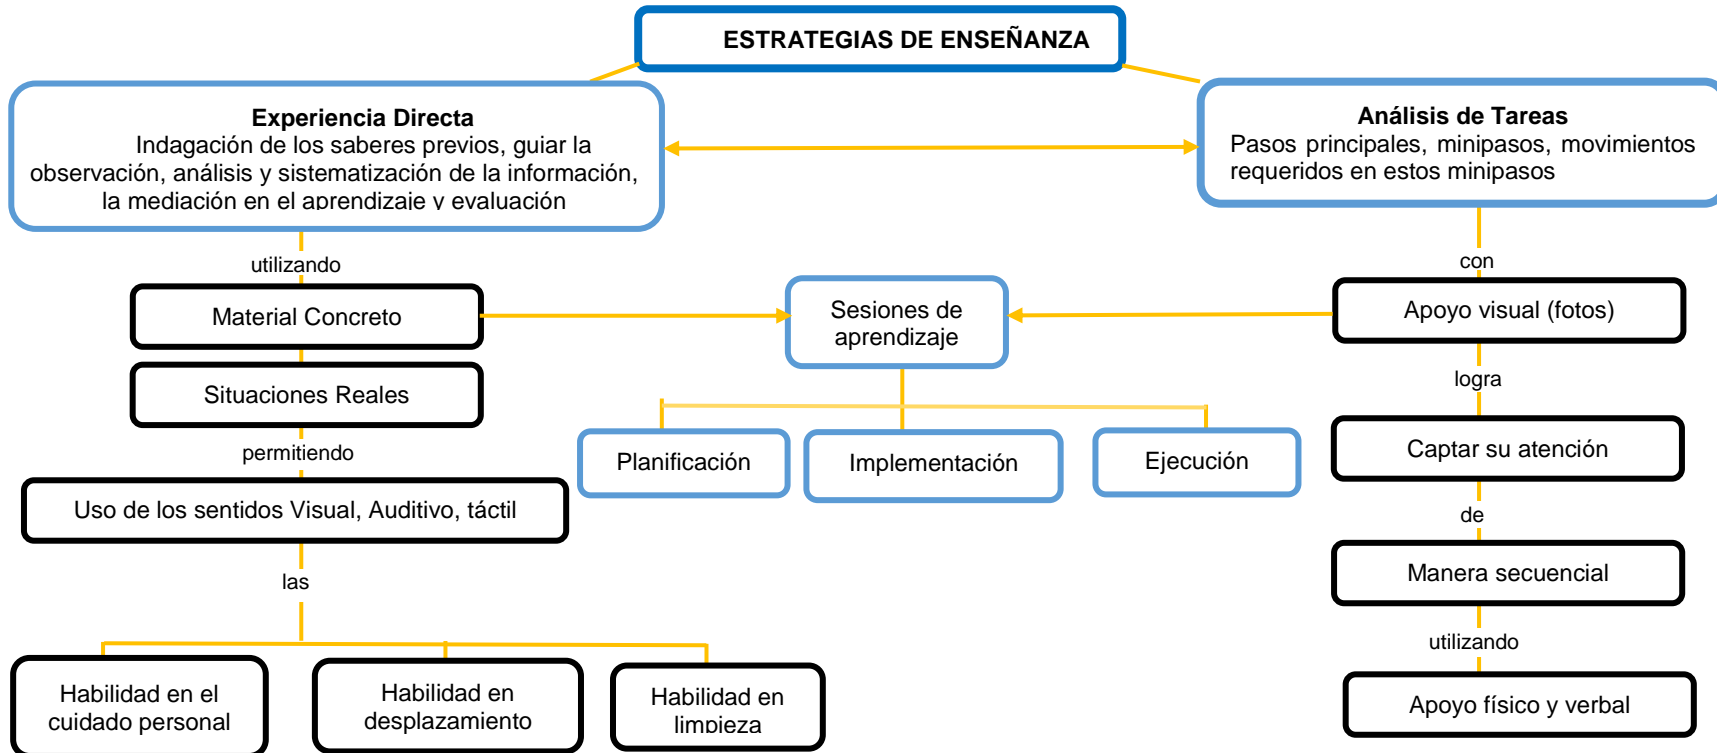 ESTRATEGIAS DE ENSEÑANZA
Experiencia Directa
Indagación de los saberes previos, guiar la
observación, análisis y sistematización de la información,
la mediación en el aprendizaje y evaluación
Análisis de Tareas
Pasos principales, minipasos, movimientos
requeridos en estos minipasos
utilizando
con
Material Concreto
Sesiones de
aprendizaje
Apoyo visual (fotos)
Situaciones Reales
logra
permitiendo
Planificación
Implementación
Ejecución
Captar su atención
Uso de los sentidos Visual, Auditivo, táctil
de
las
Manera secuencial
utilizando
Habilidad en el
cuidado personal
Habilidad en
desplazamiento
Habilidad en
limpieza
Apoyo físico y verbal